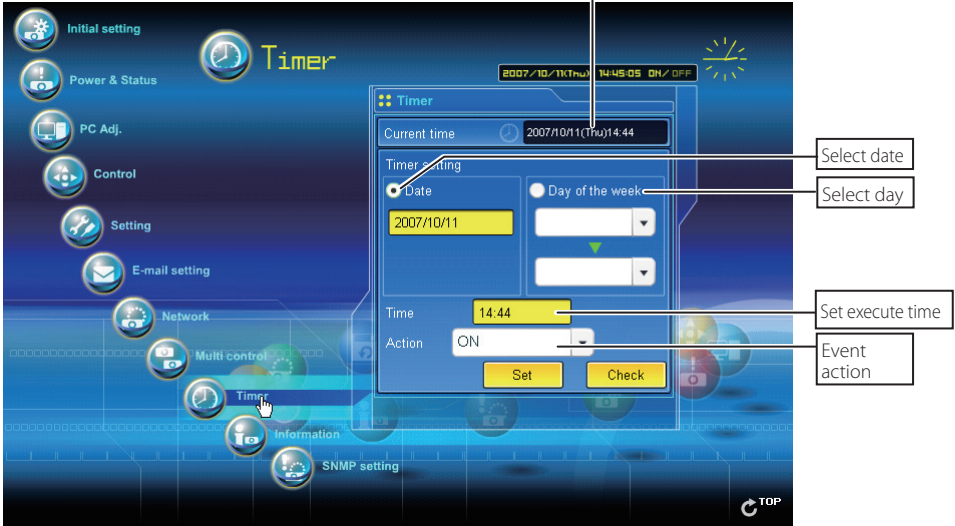 Initial setting
Power & Status
PC Adj.
Control
Setting
E-mail setting
Network
Multi control
Timer
Information
SNMP setting
Timer
2007/10/11(Thu) 14:45:05 ON/OFF
Timer
Current time
2007/10/11(Thu)14:44
Timer setting
Date
Day of the week
2007/10/11
Time
14:44
Action
ON
Set
Check
Select date
Select day
Set execute time
Event
action
TOP